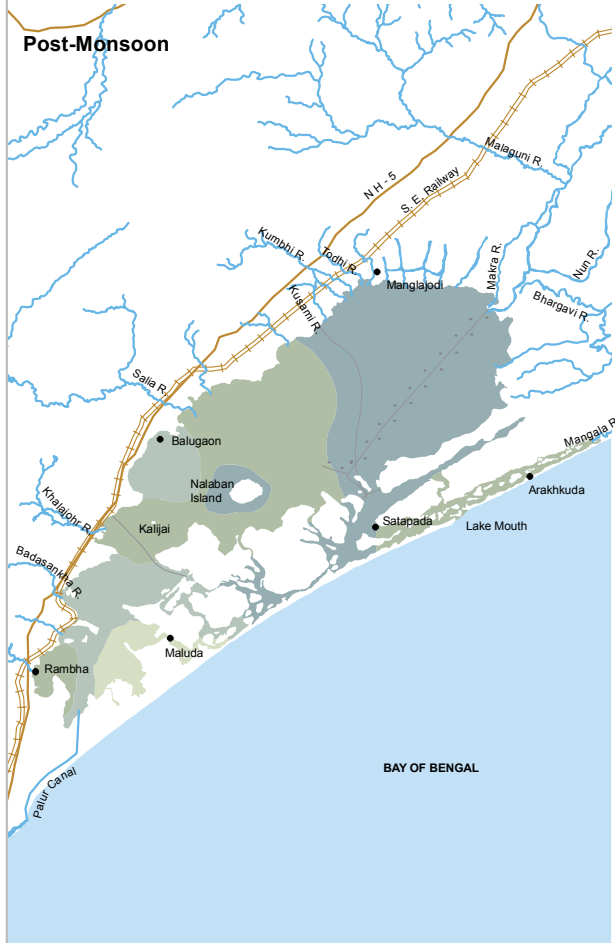 Post-Monsoon
Malaguni R.
N H - 5
S. E. Railway
Kumbhi R.
Todhi R.
Makra R.
Nun R.
Manglajodi
Kusami R.
Bhargavi R.
Salia R.
Balugaon
Mangala R.
Nalaban
Island
Arakhkuda
Khalajohr R.
Kalijai
Satapada
Lake Mouth
Badasankha R.
Maluda
Rambha
BAY OF BENGAL
Palur Canal